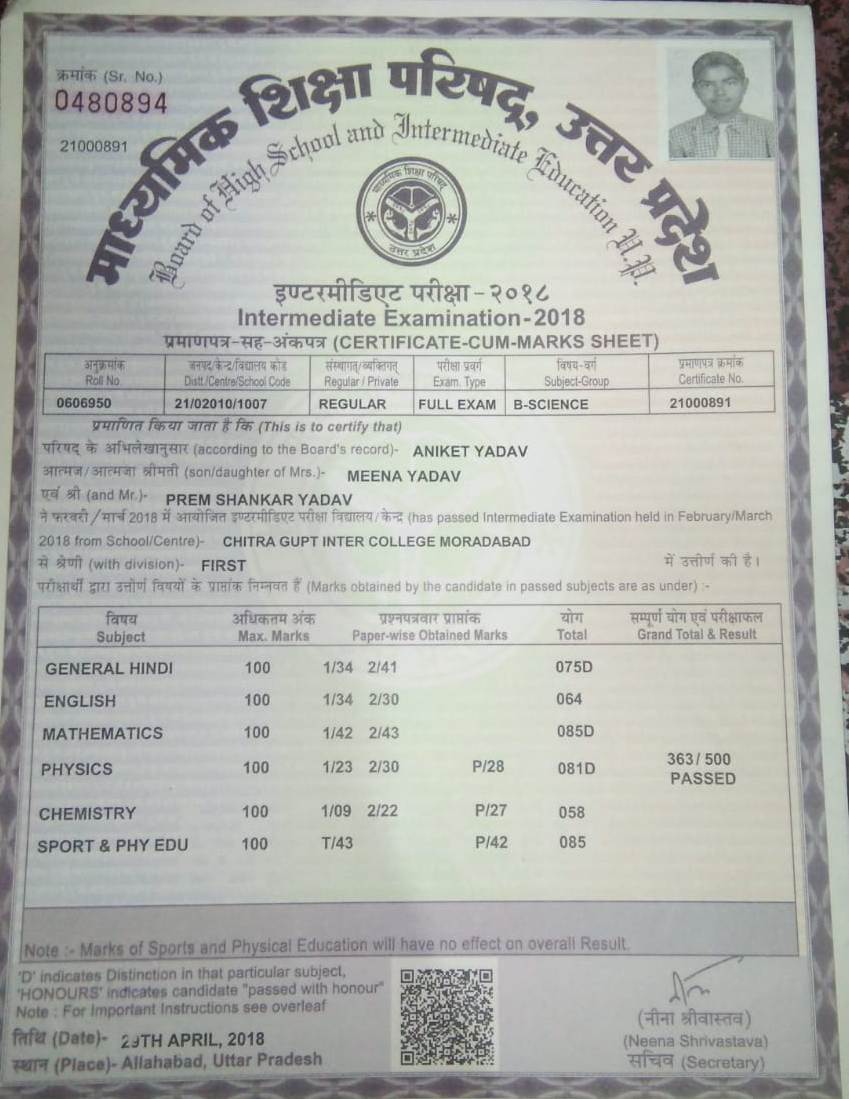 क्रमांक (Sr. No.)
0480894
21000891
माध्यमिक शिक्षा परिषद्, उत्तर प्रदेश
Board of High School and Intermediate Education U.P.
माध्यमिक शिक्षा परिषद्
उत्तर प्रदेश
इण्टरमीडिएट परीक्षा-२०१८
Intermediate Examination-2018
प्रमाणपत्र-सह-अंकपत्र (CERTIFICATE-CUM-MARKS SHEET)
अनुक्रमांक जनपद/केन्द्र/विद्यालय कोड संस्थागत/व्यक्तिगत् परीक्षा प्रवर्ग विषय-वर्ग प्रमाणपत्र क्रमांक
Roll No. Distt./Centre/School Code Regular / Private Exam. Type Subject-Group Certificate No.
0606950 21/02010/1007 REGULAR FULL EXAM B-SCIENCE 21000891
प्रमाणित किया जाता है कि (This is to certify that)
परिषद् के अभिलेखानुसार (according to the Board's record)- ANIKET YADAV
आत्मज/आत्मजा श्रीमती (son/daughter of Mrs.)- MEENA YADAV
एवं श्री (and Mr.)- PREM SHANKAR YADAV
ने फरवरी/मार्च 2018 में आयोजित इण्टरमीडिएट परीक्षा विद्यालय/केन्द्र (has passed Intermediate Examination held in February/March
2018 from School/Centre)- CHITRA GUPT INTER COLLEGE MORADABAD
से श्रेणी (with division)- FIRST में उत्तीर्ण की है।
परीक्षार्थी द्वारा उत्तीर्ण विषयों के प्राप्तांक निम्नवत हैं (Marks obtained by the candidate in passed subjects are as under) :-
विषय अधिकतम अंक प्रश्नपत्रवार प्राप्तांक योग सम्पूर्ण योग एवं परीक्षाफल
Subject Max. Marks Paper-wise Obtained Marks Total Grand Total & Result
GENERAL HINDI 100 1/34 2/41 075D
ENGLISH 100 1/34 2/30 064
MATHEMATICS 100 1/42 2/43 085D
PHYSICS 100 1/23 2/30 P/28 081D 363/ 500
PASSED
CHEMISTRY 100 1/09 2/22 P/27 058
SPORT & PHY EDU 100 T/43 P/42 085
Note :- Marks of Sports and Physical Education will have no effect on overall Result.
'D' indicates Distinction in that particular subject,
'HONOURS' indicates candidate "passed with honour"
Note : For Important Instructions see overleaf
तिथि (Date)- 29TH APRIL, 2018
स्थान (Place)- Allahabad, Uttar Pradesh
(नीना श्रीवास्तव)
(Neena Shrivastava)
सचिव (Secretary)